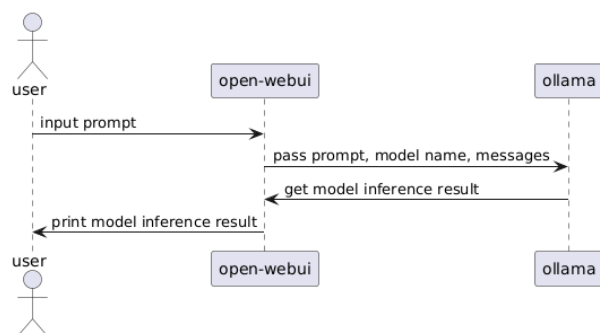 user
open-webui
ollama
input prompt
pass prompt, model name, messages
get model inference result
print model inference result
user
open-webui
ollama